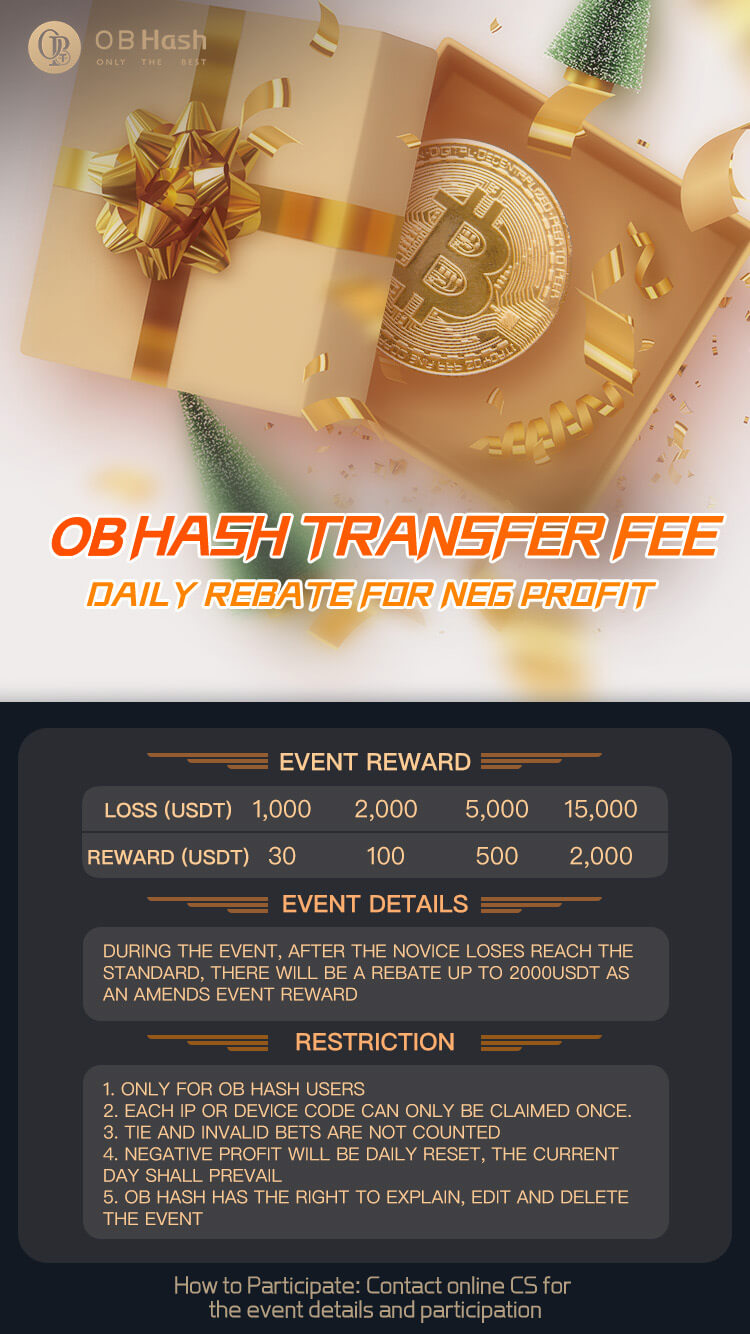 OB Hash
ONLY THE BEST
OB HASH TRANSFER FEE
DAILY REBATE FOR NEG PROFIT
EVENT REWARD
LOSS (USDT) 1,000 2,000 5,000 15,000
REWARD (USDT) 30 100 500 2,000
EVENT DETAILS
DURING THE EVENT, AFTER THE NOVICE LOSES REACH THE
STANDARD, THERE WILL BE A REBATE UP TO 2000USDT AS
AN AMENDS EVENT REWARD
RESTRICTION
1. ONLY FOR OB HASH USERS
2. EACH IP OR DEVICE CODE CAN ONLY BE CLAIMED ONCE.
3. TIE AND INVALID BETS ARE NOT COUNTED
4. NEGATIVE PROFIT WILL BE DAILY RESET, THE CURRENT
DAY SHALL PREVAIL
5. OB HASH HAS THE RIGHT TO EXPLAIN, EDIT AND DELETE
THE EVENT
How to Participate: Contact online CS for
the event details and participation